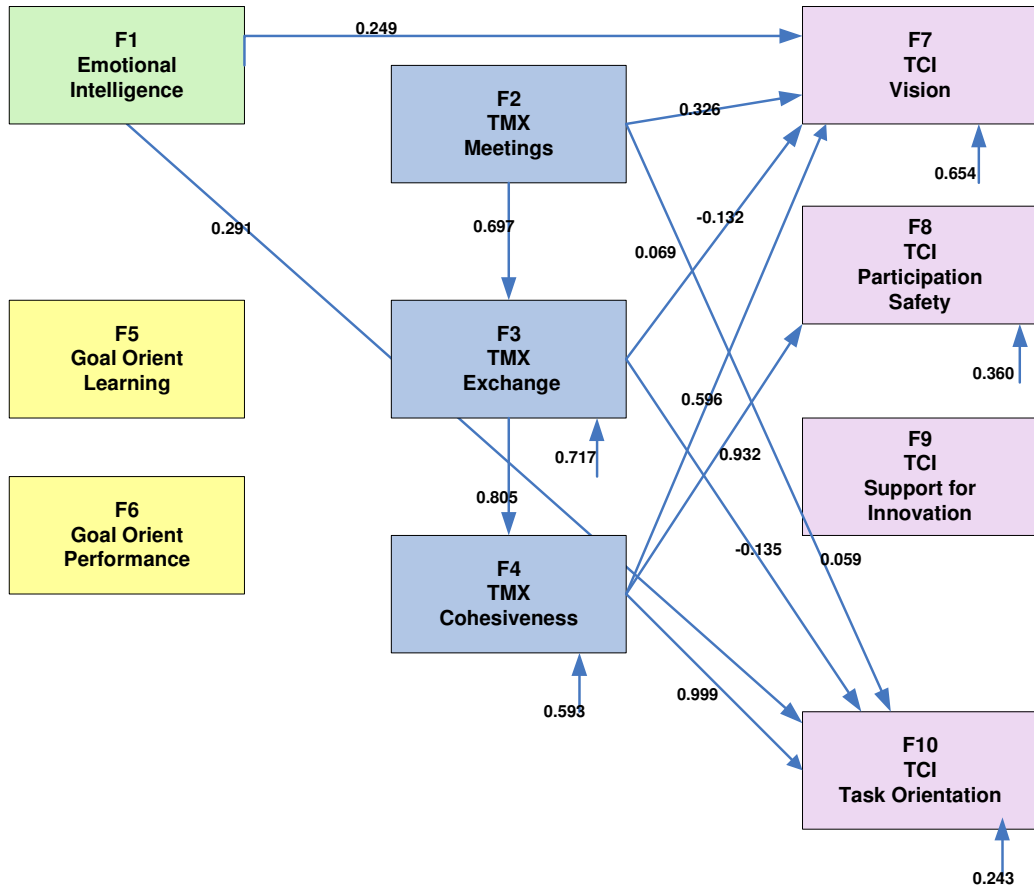 F1
Emotional
Intelligence
0.249
F7
TCI
Vision
F2
TMX
Meetings
0.326
0.654
0.291
0.697
-0.132
0.069
F8
TCI
Participation
Safety
F5
Goal Orient
Learning
F3
TMX
Exchange
0.360
0.596
0.717
0.932
F9
TCI
Support for
Innovation
0.805
F6
Goal Orient
Performance
-0.135
0.059
F4
TMX
Cohesiveness
0.999
0.593
F10
TCI
Task Orientation
0.243